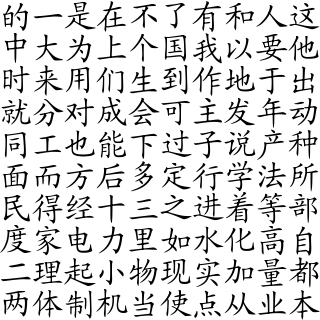 的一是在不了有和人这
中大为上个国我以要他
时来用们生到作地于出
就分对成会可主发年动
同工也能下过子说产种
面而方后多定行学法所
民得经十三之进着等部
度家电力里如水化高自
二理起小物现实加量都
两体制机当使点从业本